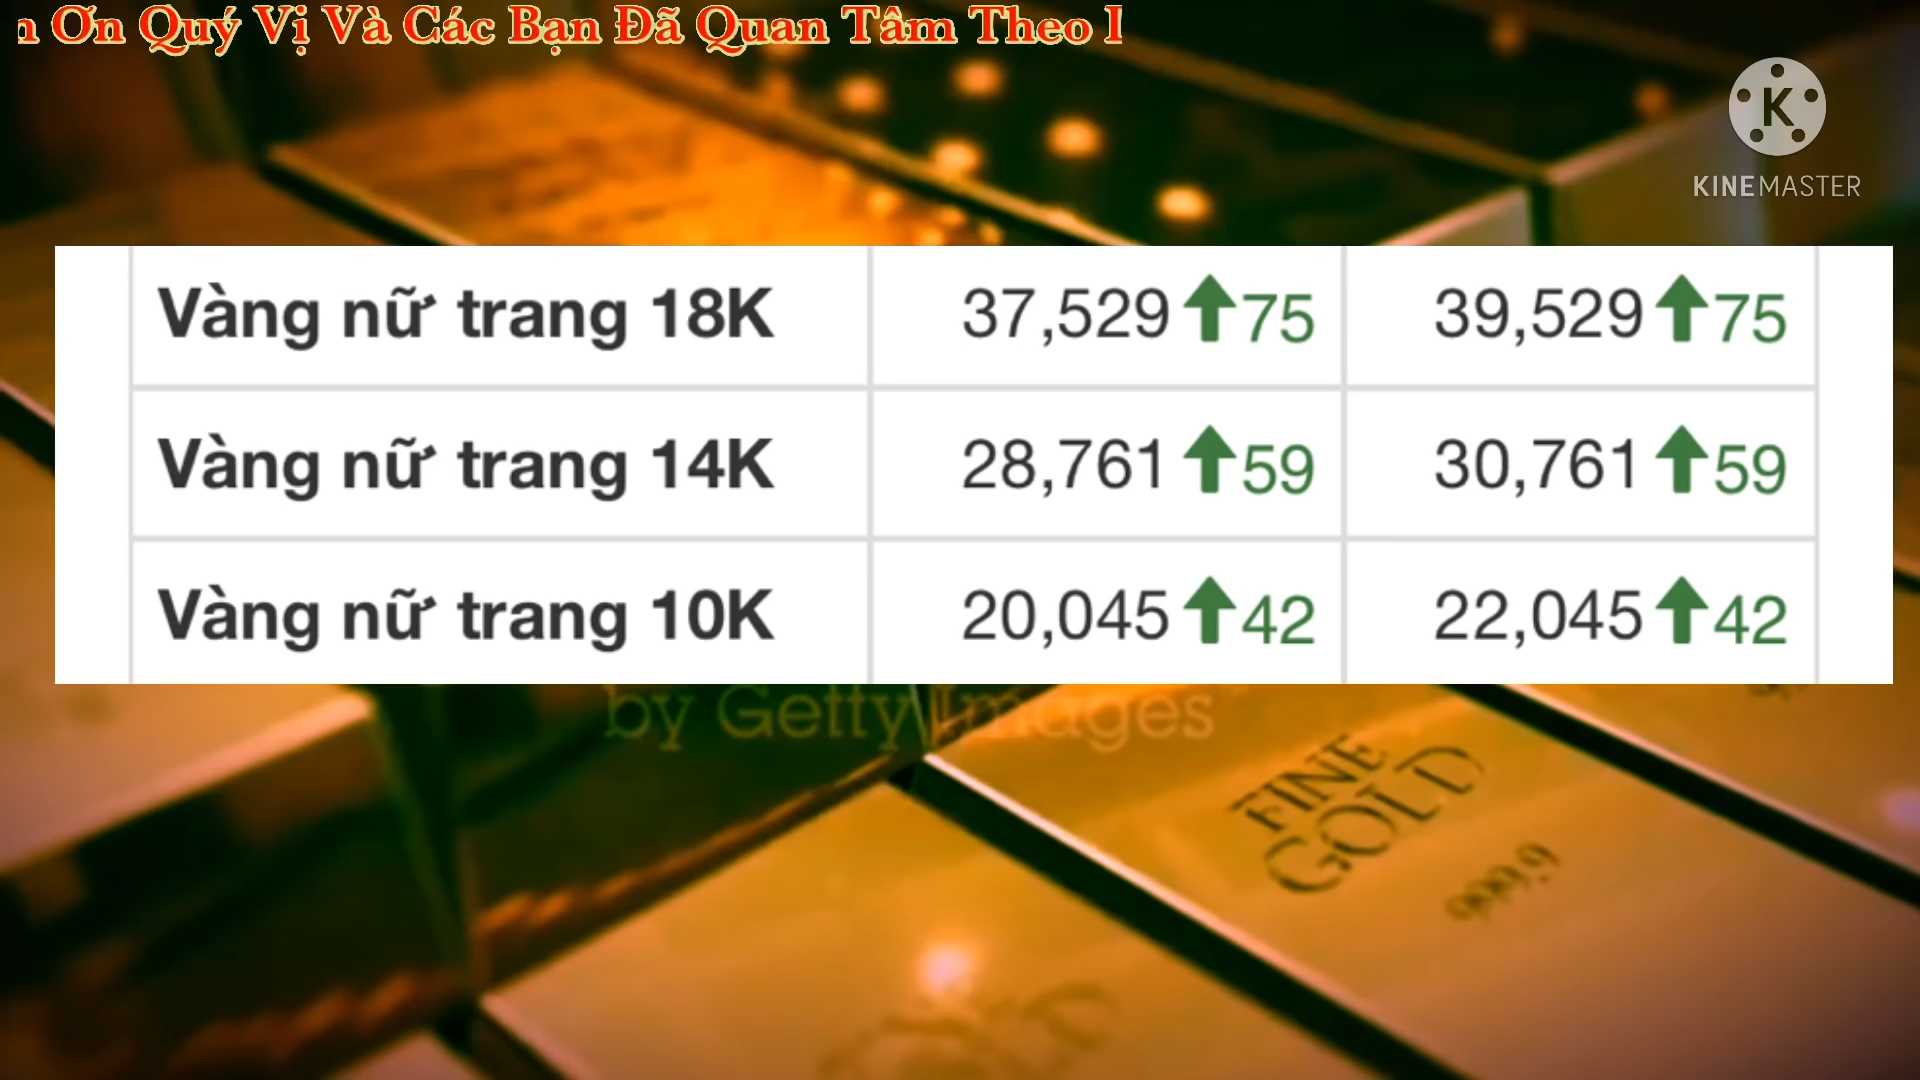 Ơn Quý Vị Và Các Bạn Đã Quan Tâm Theo
K
KINEMASTER
Vàng nữ trang 18K 37,529 ↑75 39,529 ↑75
Vàng nữ trang 14K 28,761 ↑59 30,761 ↑59
Vàng nữ trang 10K 20,045 ↑42 22,045 ↑42
by Getty Images
FINE
GOLD
999,9
GOLD